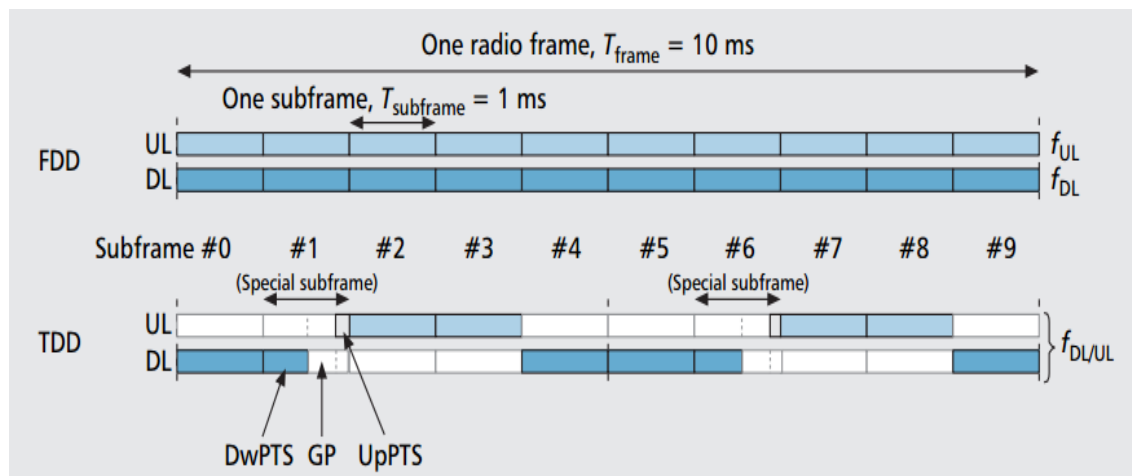 One radio frame, T_frame = 10 ms
One subframe, T_subframe = 1 ms
UL
f_UL
FDD
DL
f_DL
Subframe #0 #1 #2 #3 #4 #5 #6 #7 #8 #9
(Special subframe) (Special subframe)
UL
TDD
f_DL/UL
DL
DwPTS GP UpPTS